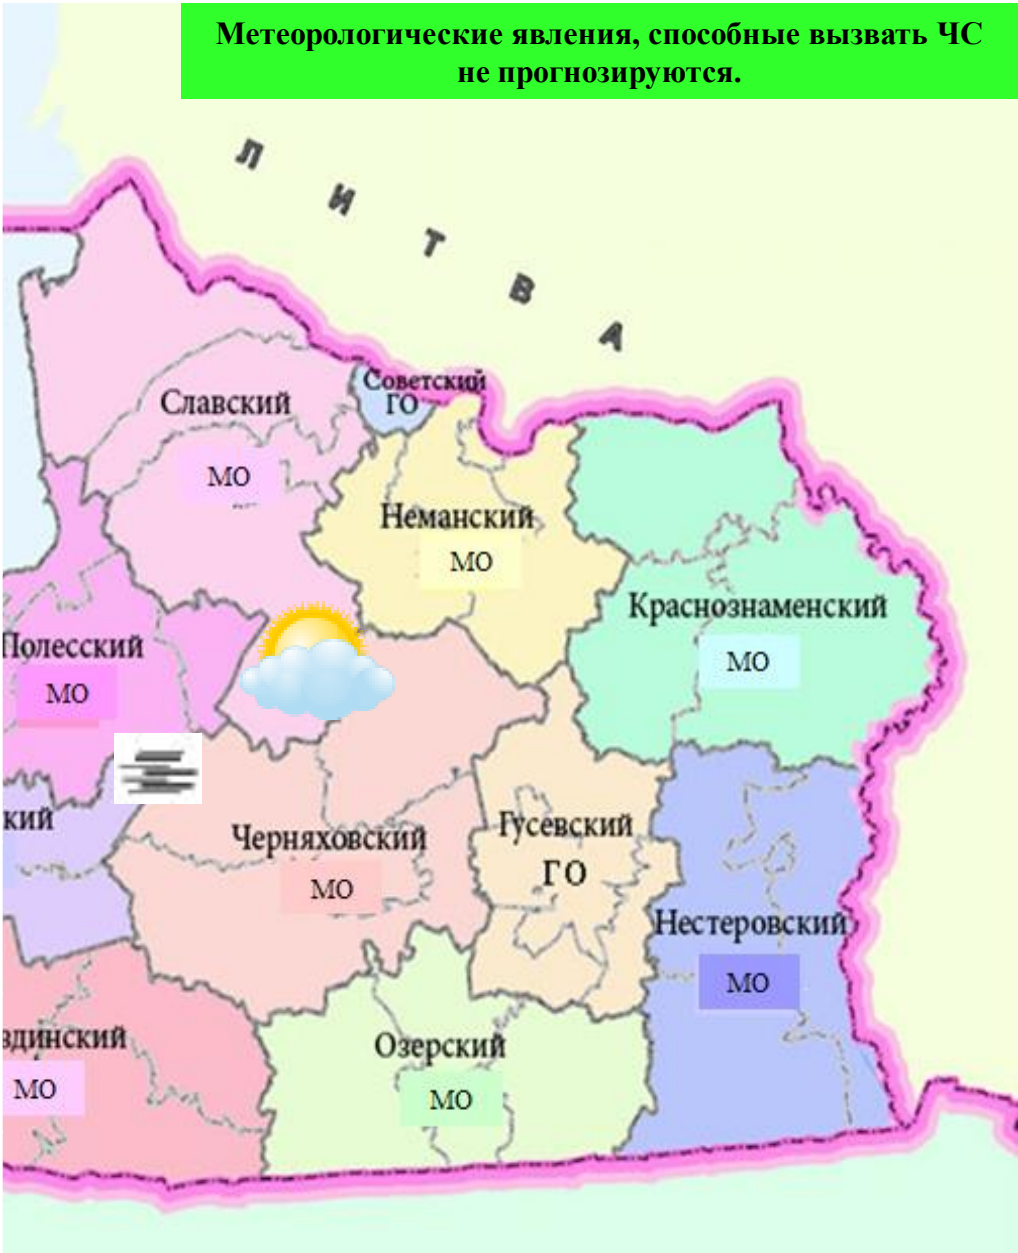 Метеорологические явления, способные вызвать ЧС
не прогнозируются.
ЛИТВА
Советский
ГО
Славский
МО
Неманский
МО
Краснознаменский
МО
Полесский
МО
кий
Черняховский
МО
Гусевский
ГО
Нестеровский
МО
здинский
МО
Озерский
МО